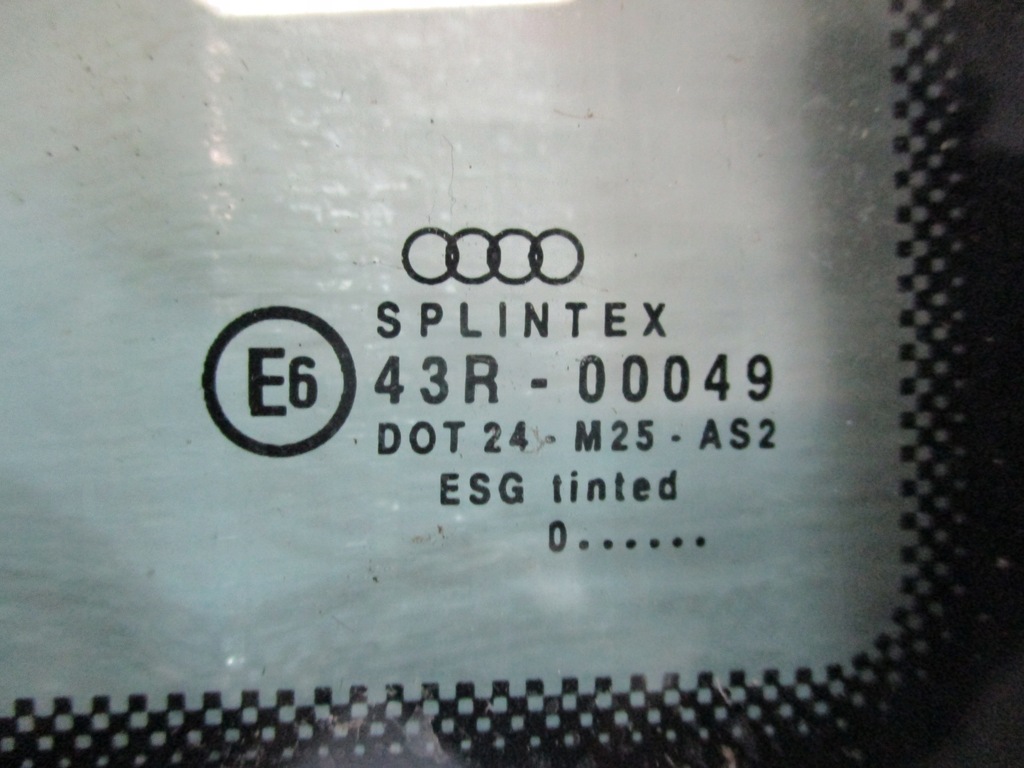 SPLINTEX
E6 43R - 00049
DOT 24 - M25 - AS2
ESG tinted
0......